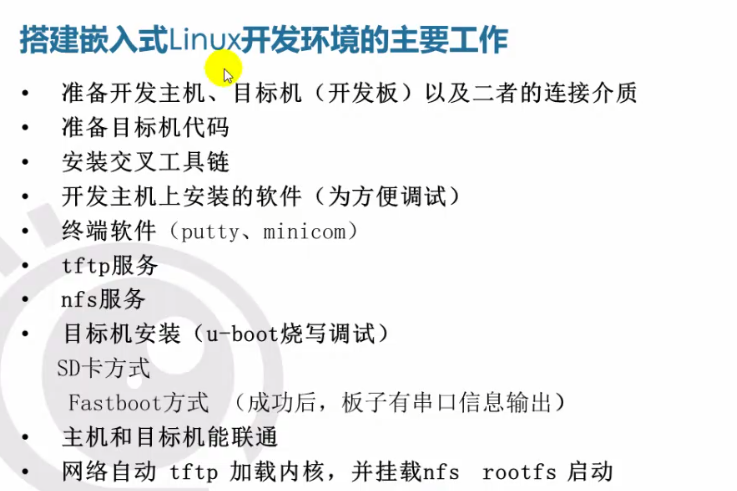 搭建嵌入式Linux开发环境的主要工作
• 准备开发主机、目标机（开发板）以及二者的连接介质
• 准备目标机代码
• 安装交叉工具链
• 开发主机上安装的软件（为方便调试）
• 终端软件（putty、minicom）
• tftp服务
• nfs服务
• 目标机安装（u-boot烧写调试）
SD卡方式
Fastboot方式 （成功后，板子有串口信息输出）
• 主机和目标机能联通
• 网络自动 tftp 加载内核，并挂载nfs rootfs 启动